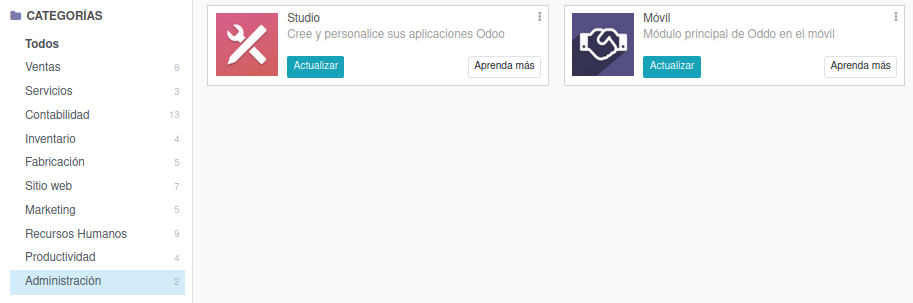 CATEGORÍAS
Todos
Ventas 8
Servicios 3
Contabilidad 13
Inventario 4
Fabricación 5
Sitio web 7
Marketing 5
Recursos Humanos 9
Productividad 4
Administración 2
Studio
Cree y personalice sus aplicaciones Odoo
Actualizar Aprenda más
Móvil
Módulo principal de Oddo en el móvil
Actualizar Aprenda más